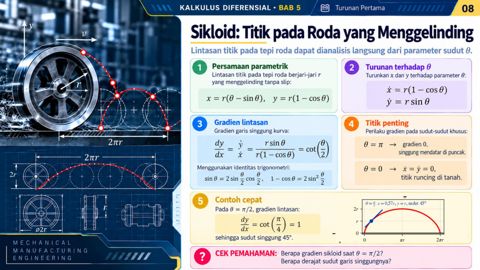 KALKULUS DIFERENSIAL • BAB 5
Turunan Pertama
08
Sikloid: Titik pada Roda yang Menggelinding
Lintasan titik pada tepi roda dapat dianalisis langsung dari parameter sudut θ.
v
r
2πr
2πr
r
⌀2r
MECHANICAL
MANUFACTURING
ENGINEERING
1 Persamaan parametrik
Lintasan titik pada tepi roda berjari-jari r
yang menggelinding tanpa slip:
x = r(θ − sin θ), y = r(1 − cos θ)
2 Turunan terhadap θ
Turunkan x dan y terhadap parameter θ:
ẋ = r(1 − cos θ)
ẏ = r sin θ
3 Gradien lintasan
Gradien garis singgung kurva:
dy/dx = ẏ/ẋ = r sin θ / r(1 − cos θ) = cot(θ/2)
Menggunakan identitas trigonometri:
sin θ = 2 sin θ/2 cos θ/2, 1 − cos θ = 2 sin² θ/2
4 Titik penting
Perilaku gradien pada sudut-sudut khusus:
θ = π → gradien 0,
singgung mendatar di puncak.
θ = 0 → ẋ = ẏ = 0,
titik runcing di tanah.
5 Contoh cepat
Pada θ = π/2, gradien lintasan:
dy/dx = cot(π/4) = 1
sehingga sudut singgung 45°.
2r
r
0
πr
2πr
? CEK PEMAHAMAN: Berapa gradien sikloid saat θ = π/2?
Berapa derajat sudut garis singgungnya?